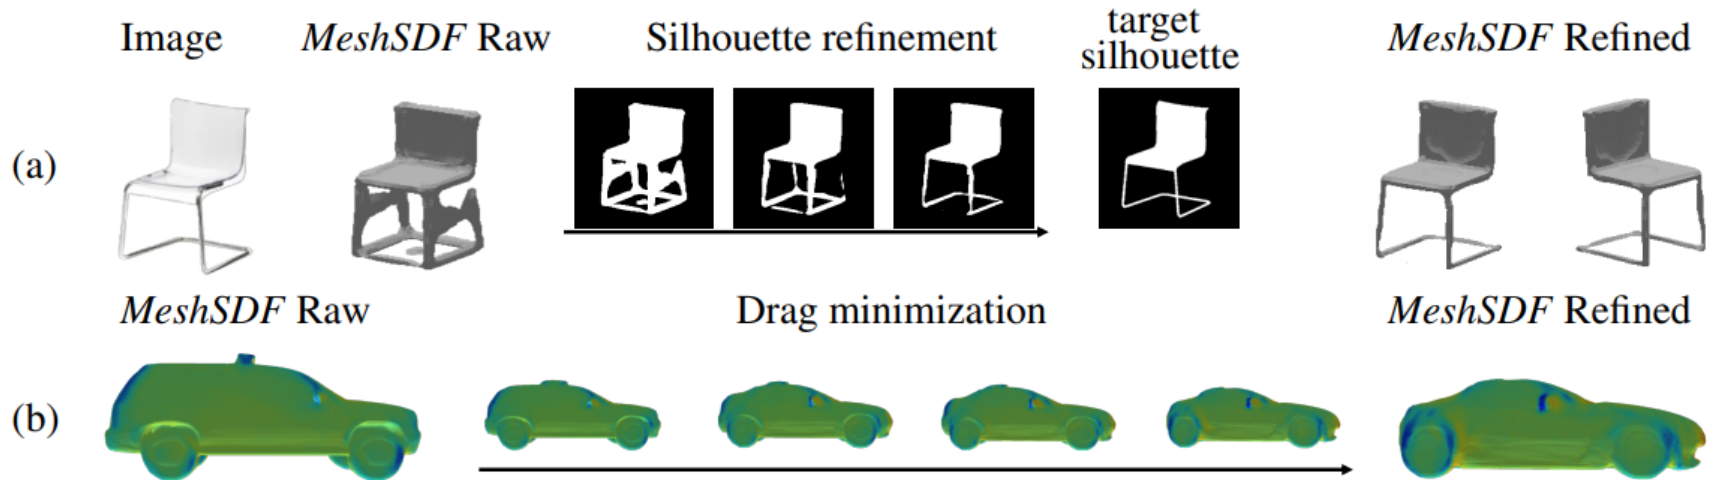 Image
MeshSDF Raw
Silhouette refinement
target
silhouette
MeshSDF Refined
(a)
MeshSDF Raw
Drag minimization
MeshSDF Refined
(b)